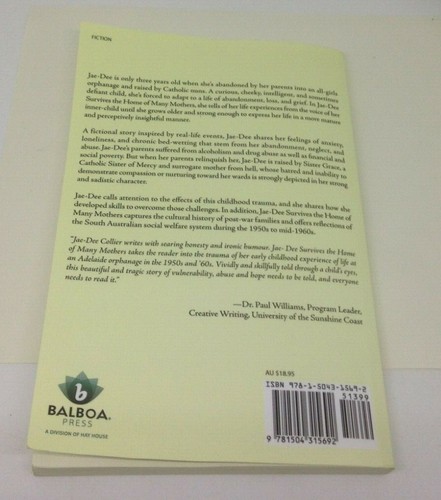 FICTION
Jae-Dee is only three years old when she's abandoned by her parents into an all-girls
orphanage and raised by Catholic nuns. A curious, cheeky, intelligent, and sometimes
defiant child, she's forced to adapt to a life of abandonment, loss, and grief. In Jae-Dee
Survives the Home of Many Mothers, she tells of her life experiences from the voice of her
inner-child until she grows older and strong enough to express her life in a more mature
and perceptively insightful manner.
A fictional story inspired by real-life events, Jae-Dee shares her feelings of anxiety,
loneliness, and chronic bed-wetting that stem from her abandonment, neglect, and
abuse. Jae-Dee's parents suffered from alcoholism and drug abuse as well as financial and
social poverty. But when her parents relinquish her, Jae-Dee is raised by Sister Grace, a
Catholic Sister of Mercy and surrogate mother from hell, whose hatred and inability to
demonstrate compassion or nurturing toward her wards is strongly depicted in her strong
and sadistic character.
Jae-Dee calls attention to the effects of this childhood trauma, and she shares how she
developed skills to overcome those challenges. In addition, Jae-Dee Survives the Home of
Many Mothers captures the cultural history of post-war families and offers reflections of
the South Australian social welfare system during the 1950s to mid-1960s.
"Jae-Dee Collier writes with searing honesty and ironic humour. Jae- Dee Survives the Home
of Many Mothers takes the reader into the trauma of her early childhood experience of life at
an Adelaide orphanage in the 1950s and '60s. Vividly and skillfully told through a child's eyes,
this beautiful and tragic story of vulnerability, abuse and hope needs to be told, and everyone
needs to read it."
—Dr. Paul Williams, Program Leader,
Creative Writing, University of the Sunshine Coast
AU $18.95
ISBN 978-1-5043-1569-2
51399
9 781504 315692
b
BALBOA.
PRESS
A DIVISION OF HAY HOUSE